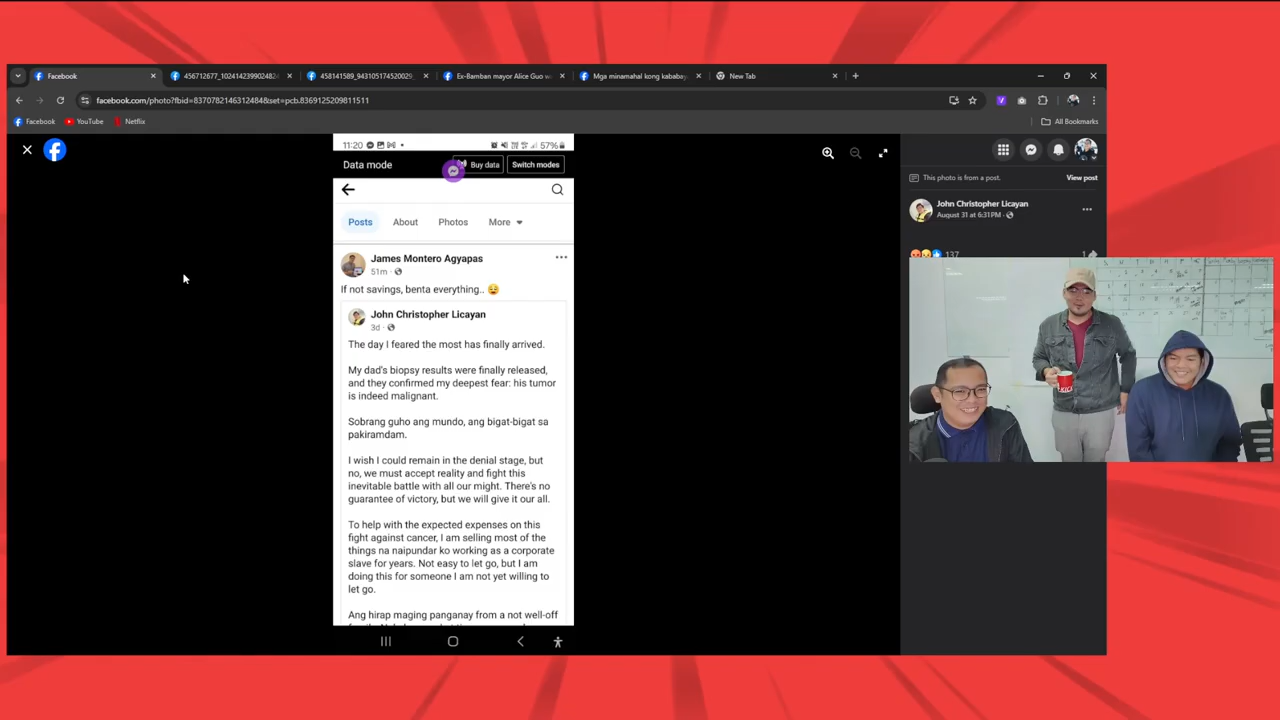 Facebook
456712677_1024142399024824
458141589_943105174520029_
Ex-Bamban mayor Alice Guo w
Mga minamahal kong kababay
New Tab
facebook.com/photo?fbid=8370782146312484&set=pcb.8369125209811511
Facebook
YouTube
Netflix
All Bookmarks
11:20
57%
Data mode
Buy data
Switch modes
Posts
About
Photos
More
James Montero Agyapas
51m
If not savings, benta everything.. 😩
John Christopher Licayan
3d
The day I feared the most has finally arrived.
My dad's biopsy results were finally released,
and they confirmed my deepest fear: his tumor
is indeed malignant.
Sobrang guho ang mundo, ang bigat-bigat sa
pakiramdam.
I wish I could remain in the denial stage, but
no, we must accept reality and fight this
inevitable battle with all our might. There's no
guarantee of victory, but we will give it our all.
To help with the expected expenses on this
fight against cancer, I am selling most of the
things na naipundar ko working as a corporate
slave for years. Not easy to let go, but I am
doing this for someone I am not yet willing to
let go.
Ang hirap maging panganay from a not well-off
This photo is from a post.
View post
John Christopher Licayan
August 31 at 6:31PM
137
1